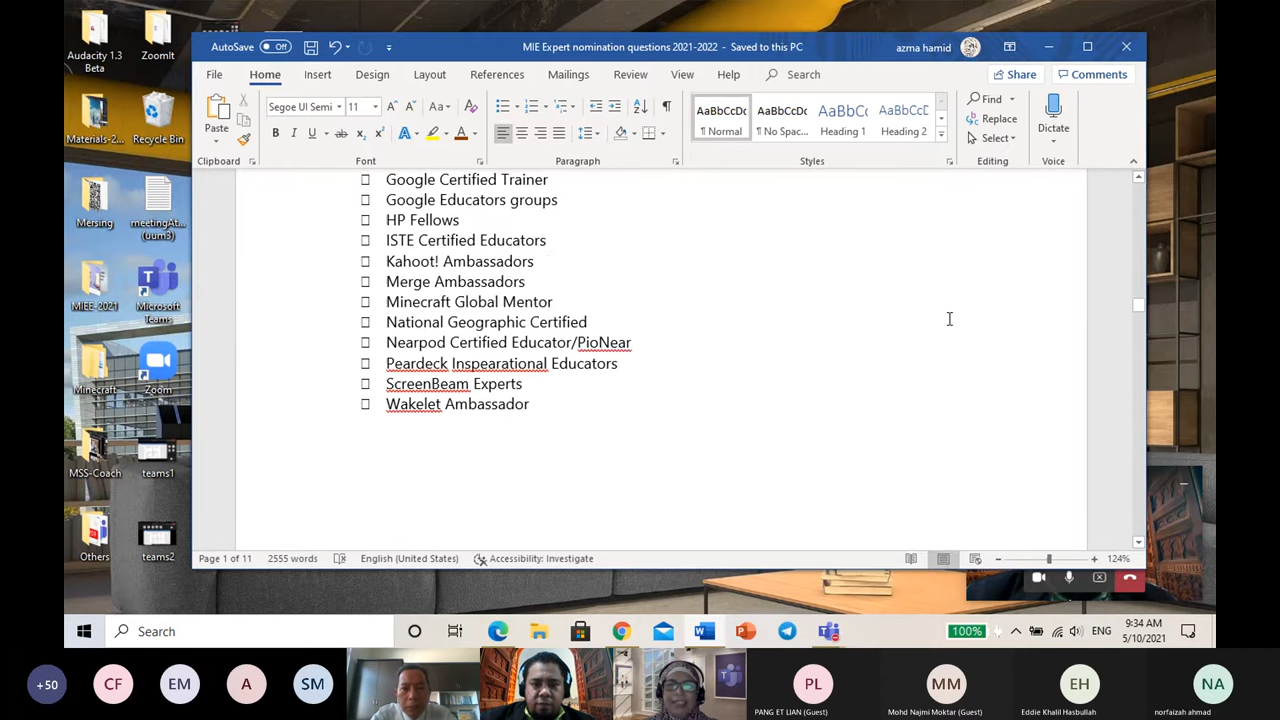 Audacity 1.3
Beta
ZoomIt
Materials-2...
Recycle Bin
Mersing
meetingAt...
(uum3)
MIEE-2021
Microsoft
Teams
Minecraft
Zoom
MSS-Coach
teams1
Others
teams2
AutoSave
Off
MIE Expert nomination questions 2021-2022 - Saved to this PC
azma hamid
File
Home
Insert
Design
Layout
References
Mailings
Review
View
Help
Search
Share
Comments
Paste
Segoe UI Semi
11
Aa
Clipboard
Font
Paragraph
AaBbCcDc
¶ Normal
AaBbCcDc
¶ No Spac...
AaBbCc
Heading 1
AaBbCcD
Heading 2
Styles
Find
Replace
Select
Editing
Dictate
Voice
Google Certified Trainer
Google Educators groups
HP Fellows
ISTE Certified Educators
Kahoot! Ambassadors
Merge Ambassadors
Minecraft Global Mentor
National Geographic Certified
Nearpod Certified Educator/PioNear
Peardeck Inspearational Educators
ScreenBeam Experts
Wakelet Ambassador
Page 1 of 11
2555 words
English (United States)
Accessibility: Investigate
124%
Search
100%
ENG
9:34 AM
5/10/2021
+50
CF
EM
A
SM
PL
PANG ET LIAN (Guest)
MM
Mohd Najmi Moktar (Guest)
EH
Eddie Khalil Hasbullah
NA
norfaizah ahmad